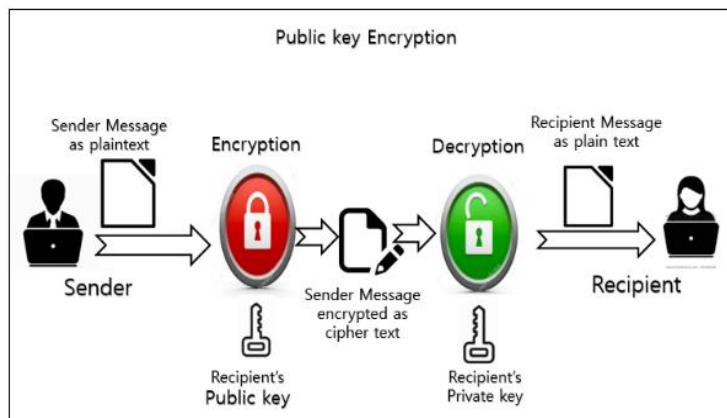 Public key Encryption
Sender Message
as plaintext
Encryption
Decryption
Recipient Message
as plain text
Sender
Sender Message
encrypted as
cipher text
Recipient
Recipient's
Public key
Recipient's
Private key